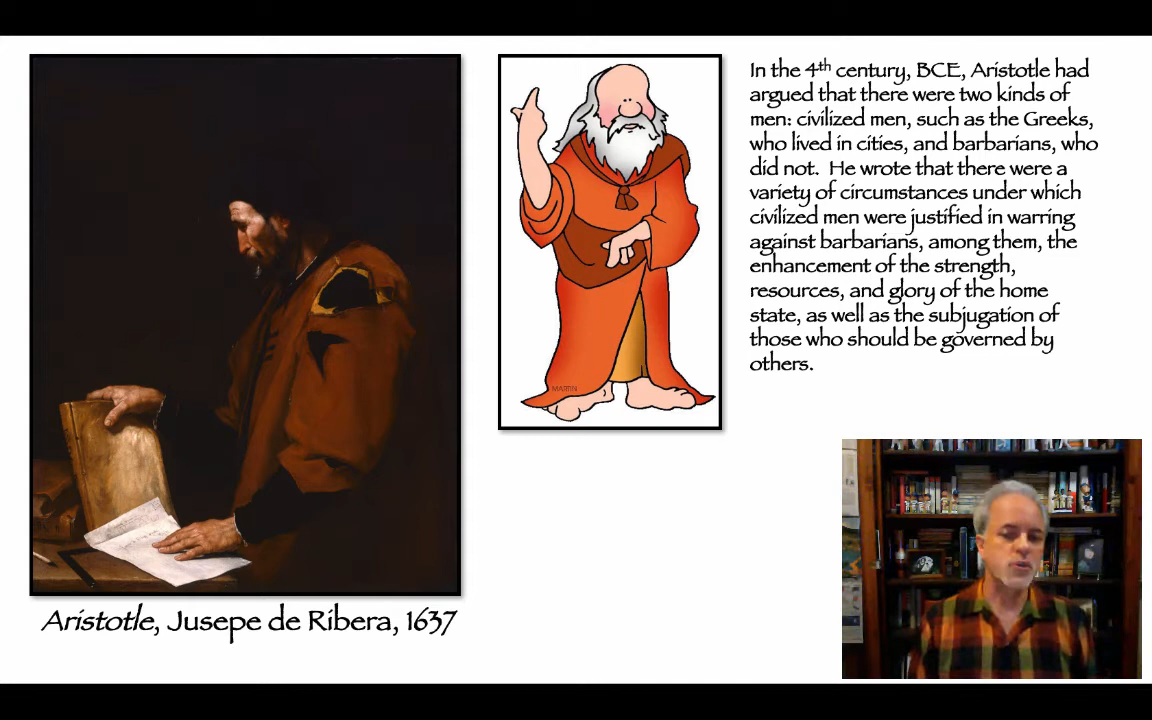 In the 4th century, BCE, Aristotle had
argued that there were two kinds of
men: civilized men, such as the Greeks,
who lived in cities, and barbarians, who
did not. He wrote that there were a
variety of circumstances under which
civilized men were justified in warring
against barbarians, among them, the
enhancement of the strength,
resources, and glory of the home
state, as well as the subjugation of
those who should be governed by
others.
MARTIN
Aristotle, Jusepe de Ribera, 1637